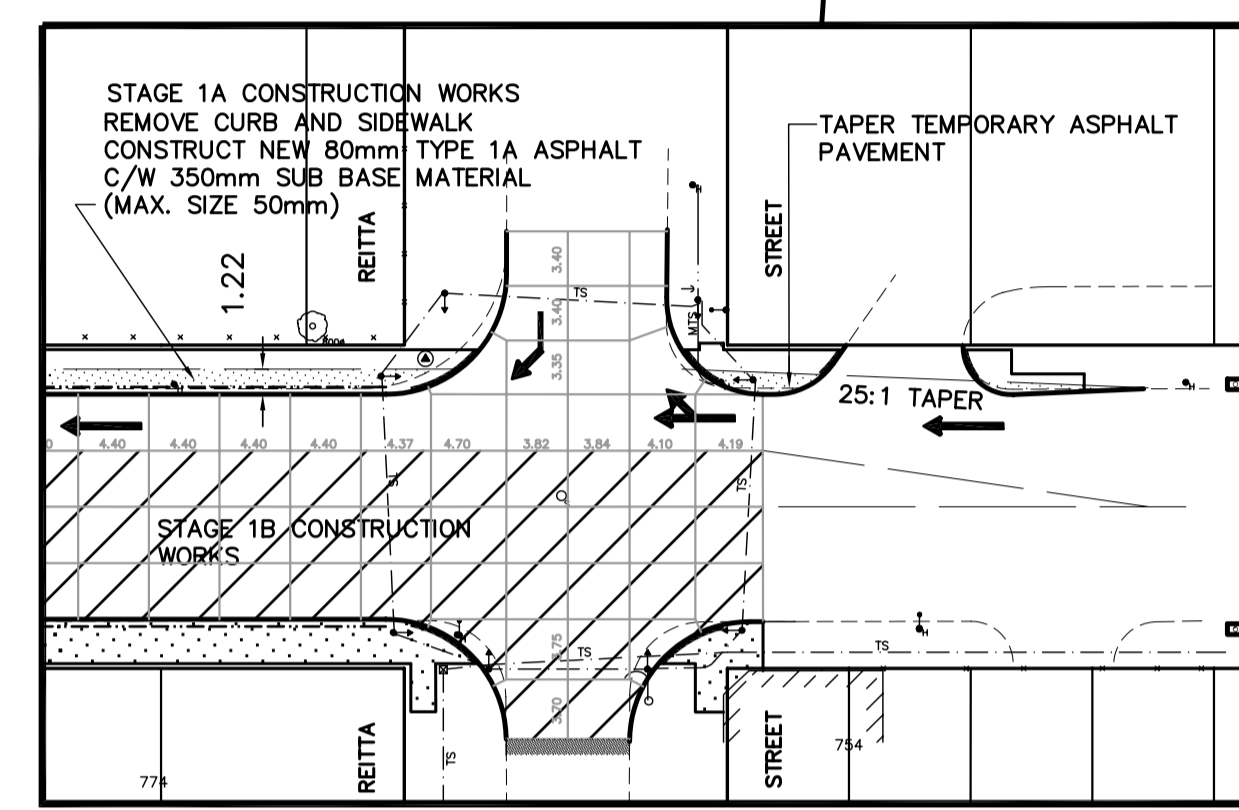 STAGE 1A CONSTRUCTION WORKS
REMOVE CURB AND SIDEWALK
CONSTRUCT NEW 80mm TYPE 1A ASPHALT
C/W 350mm SUB BASE MATERIAL
(MAX. SIZE 50mm)
TAPER TEMPORARY ASPHALT
PAVEMENT
REITTA
STREET
1.22
3.40
TS
3.40
MTS
3.35
25:1 TAPER
4.40
4.40
4.40
4.40
4.37
4.70
3.82
3.84
4.10
4.19
TS
TS
STAGE 1B CONSTRUCTION
WORKS
3.75
TS
TS
3.70
REITTA
TS
STREET
754
774